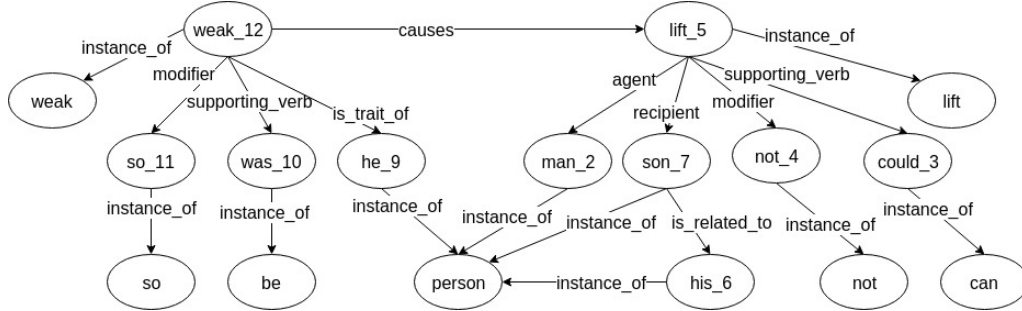 weak_12 causes lift_5
instance_of instance_of
modifier agent supporting_verb
weak supporting_verb is_trait_of recipient modifier lift
so_11 was_10 he_9 man_2 son_7 not_4 could_3
instance_of instance_of instance_of instance_of instance_of is_related_to instance_of instance_of
so be person instance_of his_6 not can